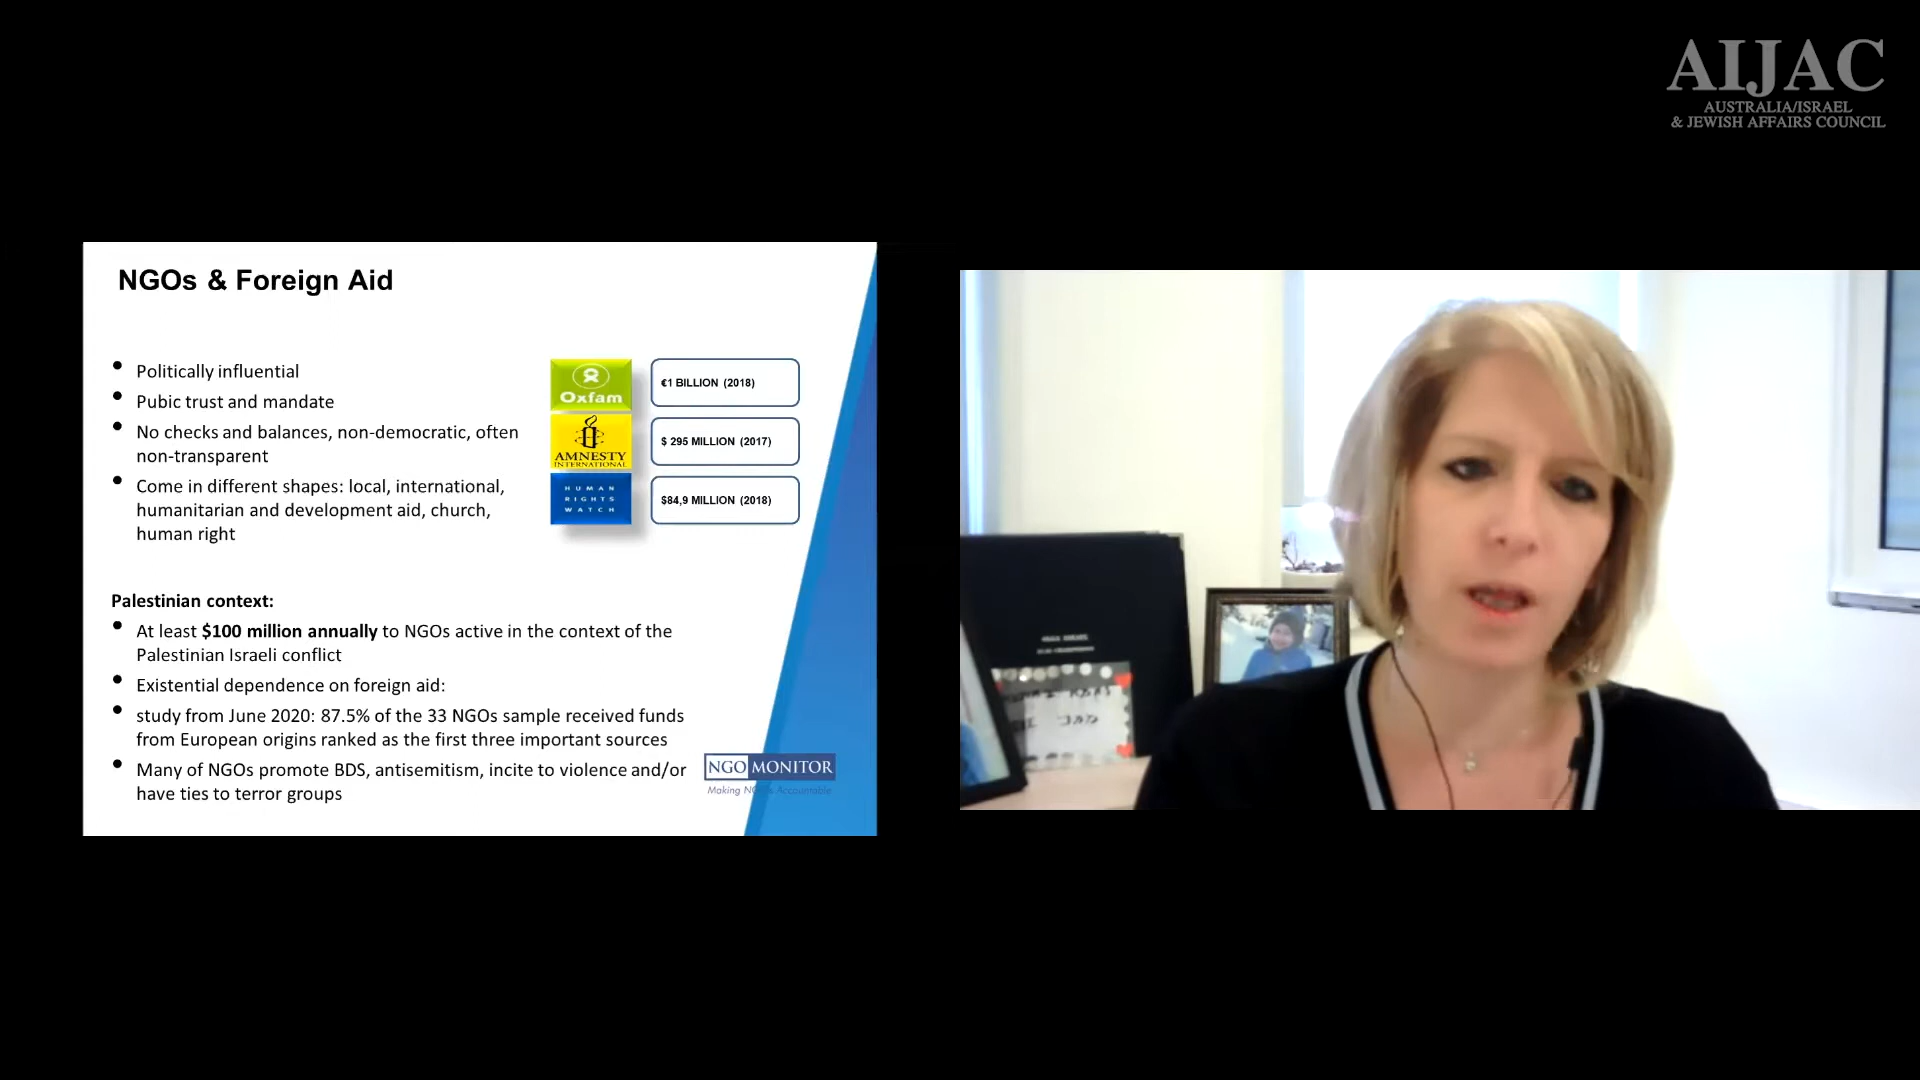 AIJAC
AUSTRALIA/ISRAEL
& JEWISH AFFAIRS COUNCIL
NGOs & Foreign Aid
Politically influential
Pubic trust and mandate
No checks and balances, non-democratic, often
non-transparent
Come in different shapes: local, international,
humanitarian and development aid, church,
human right
Oxfam
€1 BILLION (2018)
AMNESTY
INTERNATIONAL
$ 295 MILLION (2017)
HUMAN
RIGHTS
WATCH
$84,9 MILLION (2018)
Palestinian context:
At least $100 million annually to NGOs active in the context of the
Palestinian Israeli conflict
Existential dependence on foreign aid:
study from June 2020: 87.5% of the 33 NGOs sample received funds
from European origins ranked as the first three important sources
Many of NGOs promote BDS, antisemitism, incite to violence and/or
have ties to terror groups
NGO MONITOR
Making NGOs Accountable